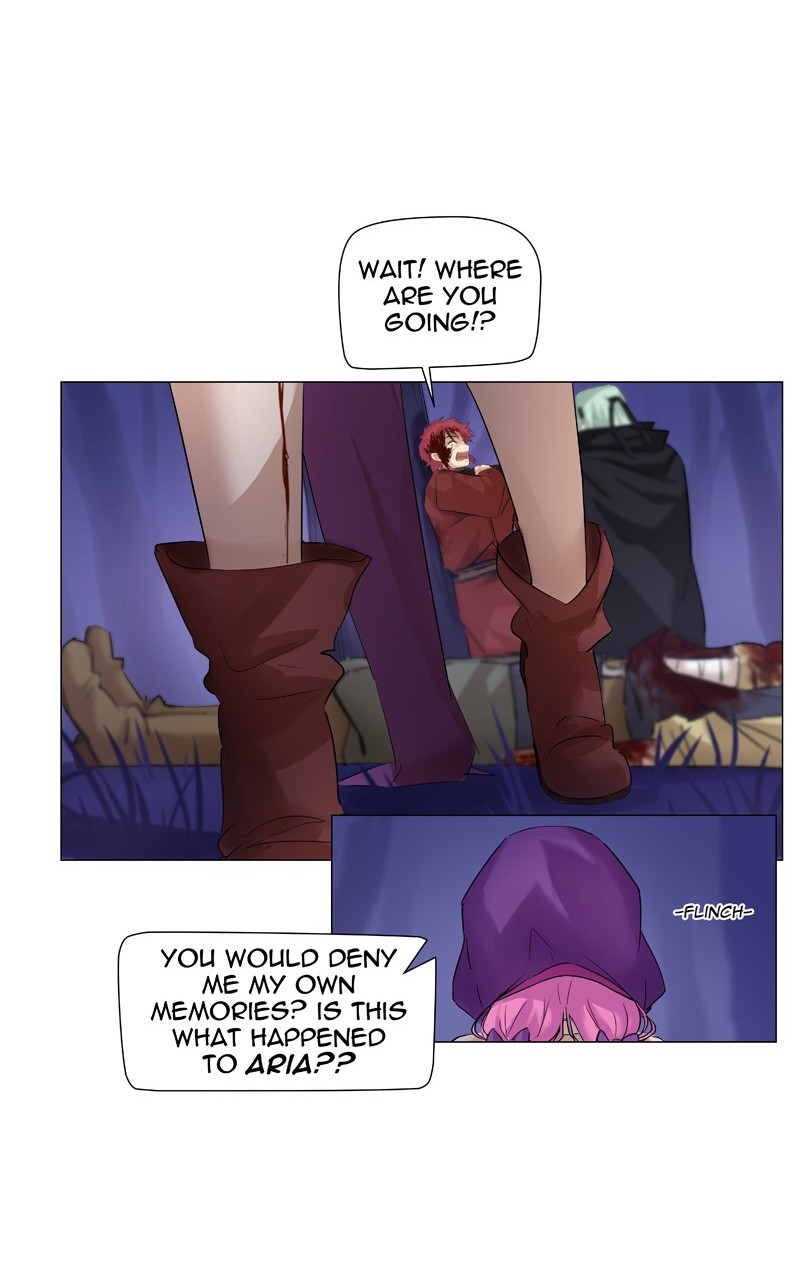 WAIT! WHERE
ARE YOU
GOING!?
-FLINCH-
YOU WOULD DENY
ME MY OWN
MEMORIES? IS THIS
WHAT HAPPENED
TO ARIA??